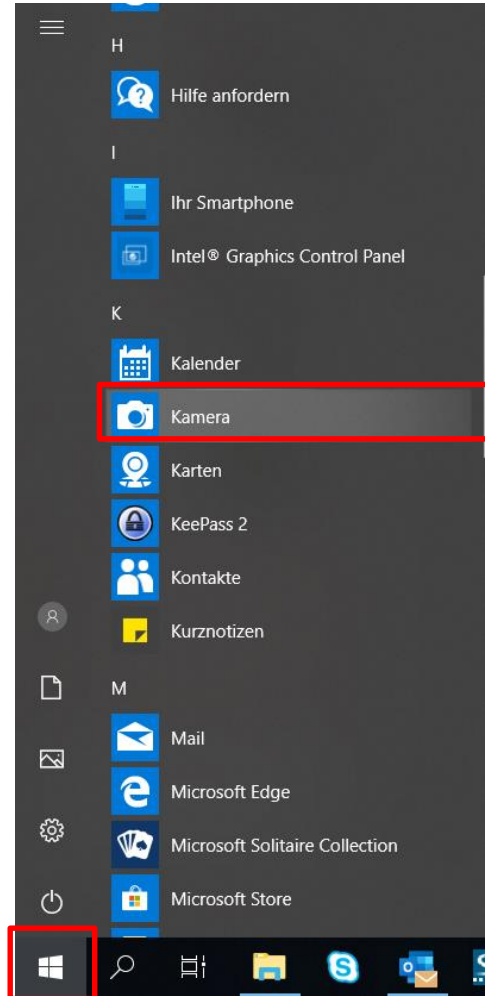 H
Hilfe anfordern
I
Ihr Smartphone
Intel® Graphics Control Panel
K
Kalender
Kamera
Karten
KeePass 2
Kontakte
Kurznotizen
M
Mail
Microsoft Edge
Microsoft Solitaire Collection
Microsoft Store